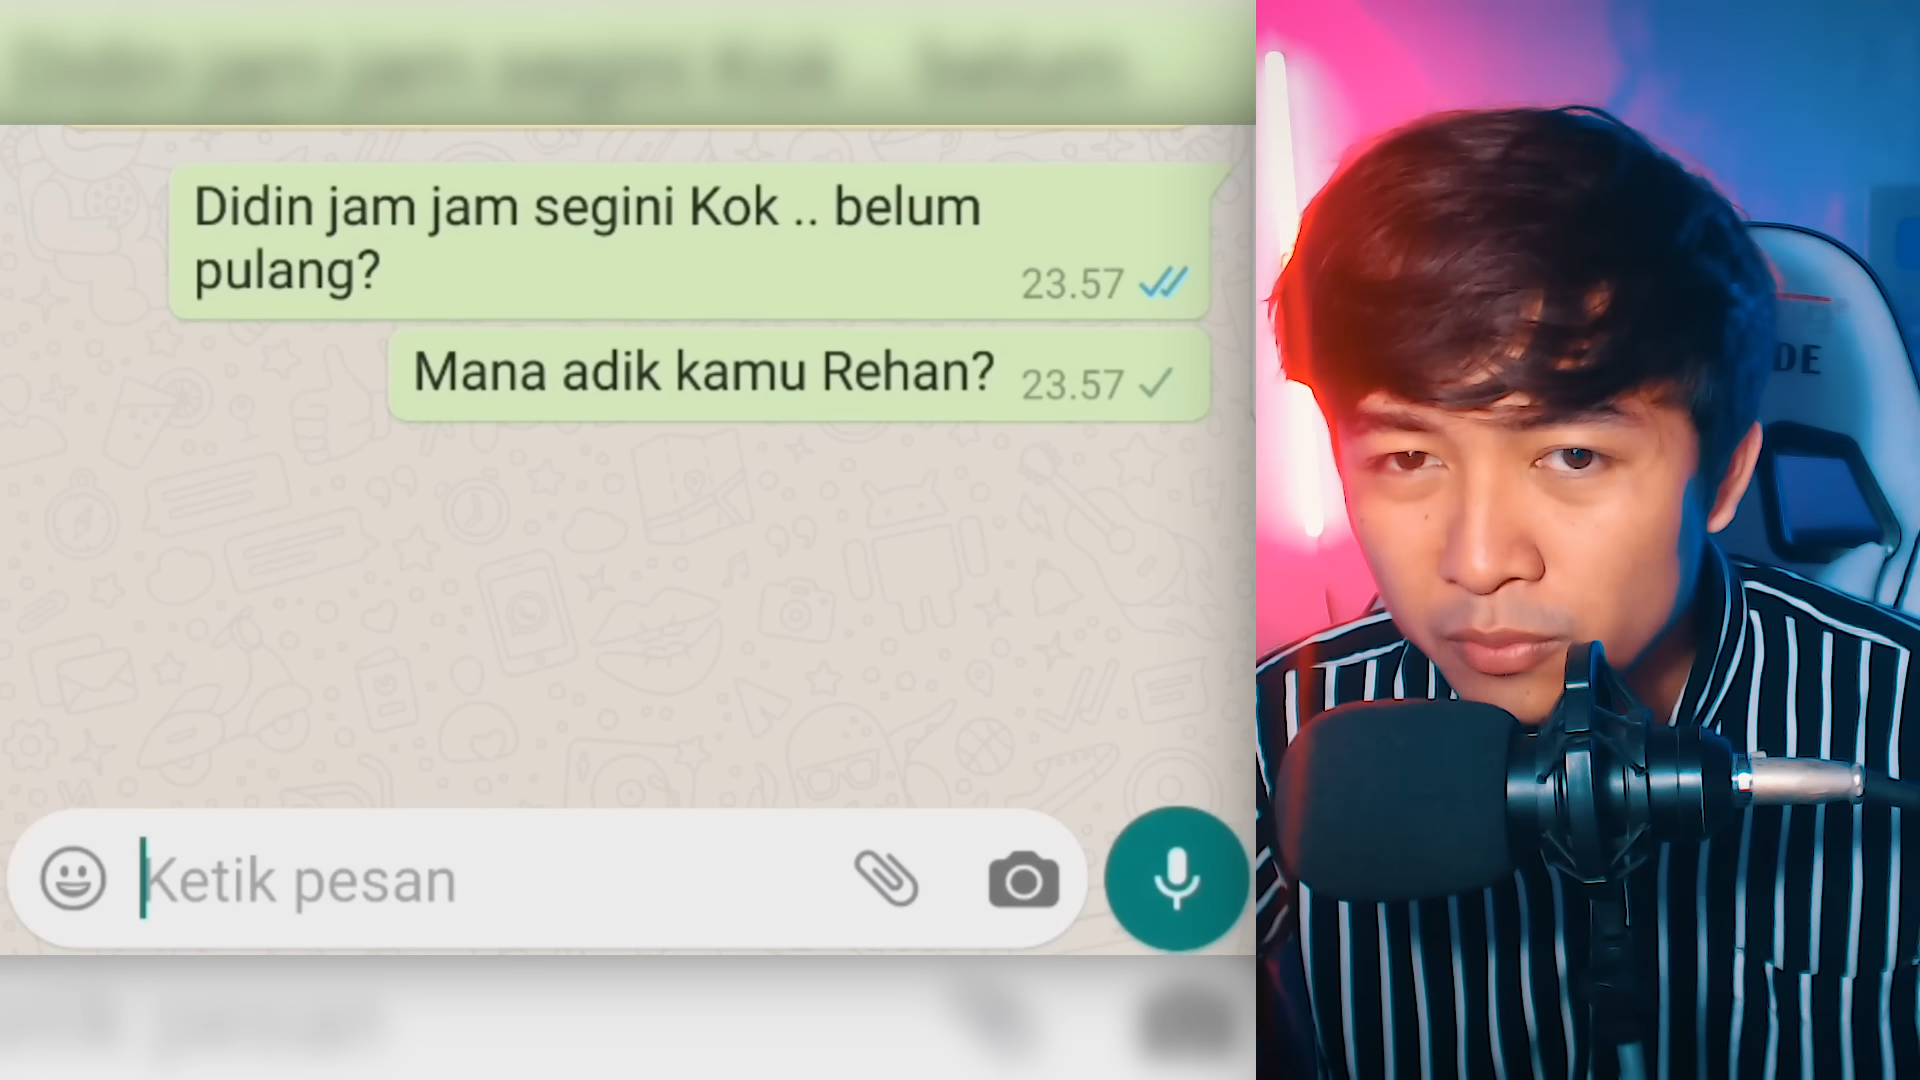 Didin jam jam segini Kok .. belum
pulang?
23.57
Mana adik kamu Rehan? 23.57
Ketik pesan
DE